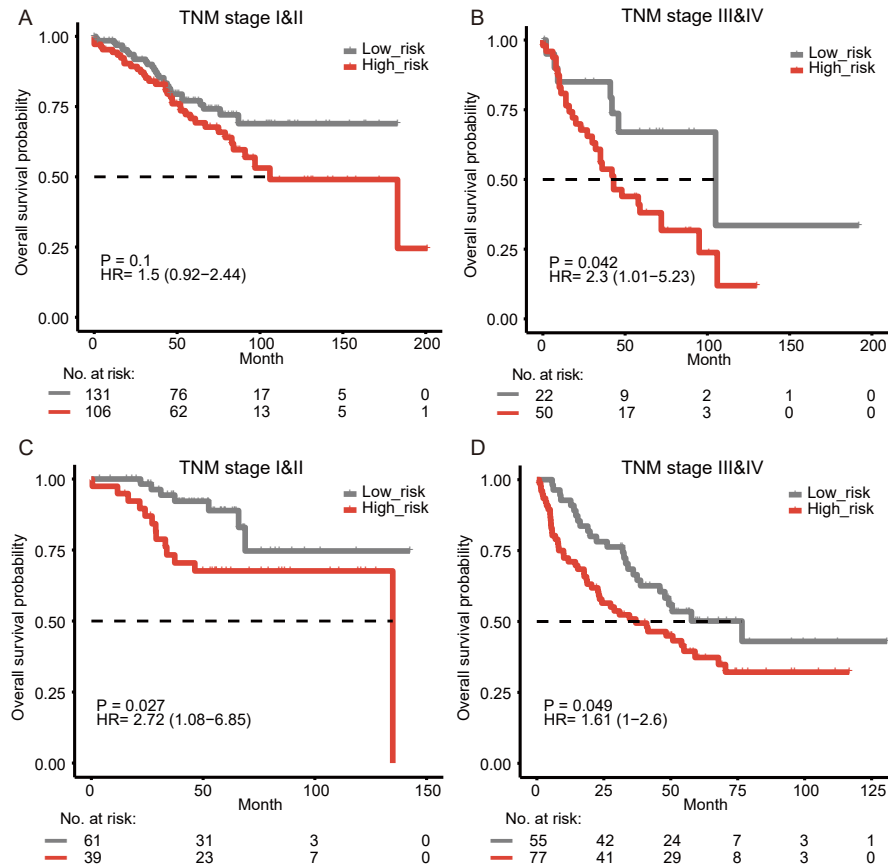 A
TNM stage I&II
Low_risk
High_risk
Overall survival probability
1.00
0.75
0.50
0.25
0.00
P = 0.1
HR= 1.5 (0.92−2.44)
0 50 100 150 200
Month
No. at risk:
131 76 17 5 0
106 62 13 5 1
B
TNM stage III&IV
Low_risk
High_risk
Overall survival probability
1.00
0.75
0.50
0.25
0.00
P = 0.042
HR= 2.3 (1.01−5.23)
0 50 100 150 200
Month
No. at risk:
22 9 2 1 0
50 17 3 0 0
C
TNM stage I&II
Low_risk
High_risk
Overall survival probability
1.00
0.75
0.50
0.25
0.00
P = 0.027
HR= 2.72 (1.08−6.85)
0 50 100 150
Month
No. at risk:
61 31 3 0
39 23 7 0
D
TNM stage III&IV
Low_risk
High_risk
Overall survival probability
1.00
0.75
0.50
0.25
0.00
P = 0.049
HR= 1.61 (1−2.6)
0 25 50 75 100 125
Month
No. at risk:
55 42 24 7 3 1
77 41 29 8 3 0